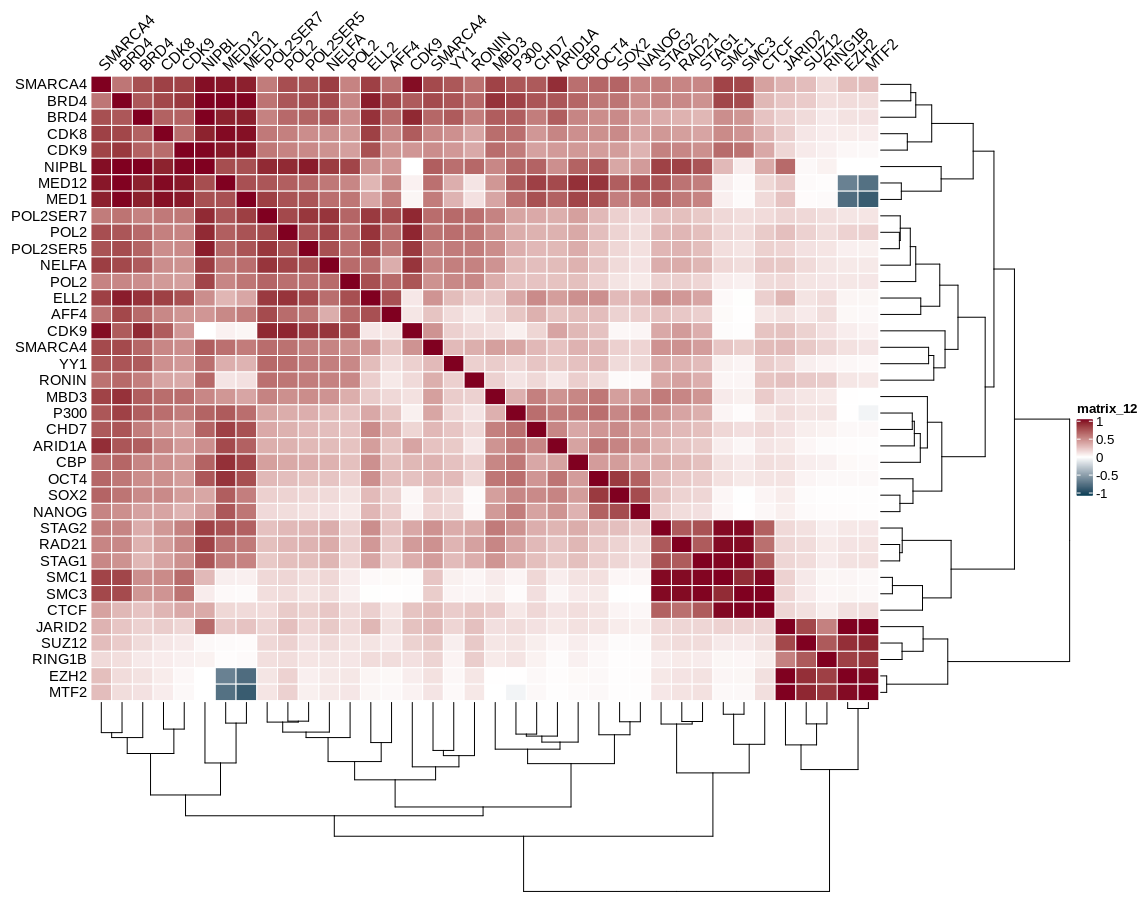 SMARCA4
BRD4
BRD4
CDK8
CDK9
NIPBL
MED12
MED1
POL2SER7
POL2
POL2SER5
NELFA
POL2
ELL2
AFF4
CDK9
SMARCA4
YY1
RONIN
MBD3
P300
CHD7
ARID1A
CBP
OCT4
SOX2
NANOG
STAG2
RAD21
STAG1
SMC1
SMC3
CTCF
JARID2
SUZ12
RING1B
EZH2
MTF2
SMARCA4
BRD4
BRD4
CDK8
CDK9
NIPBL
MED12
MED1
POL2SER7
POL2
POL2SER5
NELFA
POL2
ELL2
AFF4
CDK9
SMARCA4
YY1
RONIN
MBD3
P300
CHD7
ARID1A
CBP
OCT4
SOX2
NANOG
STAG2
RAD21
STAG1
SMC1
SMC3
CTCF
JARID2
SUZ12
RING1B
EZH2
MTF2
matrix_12
1
0.5
0
-0.5
-1